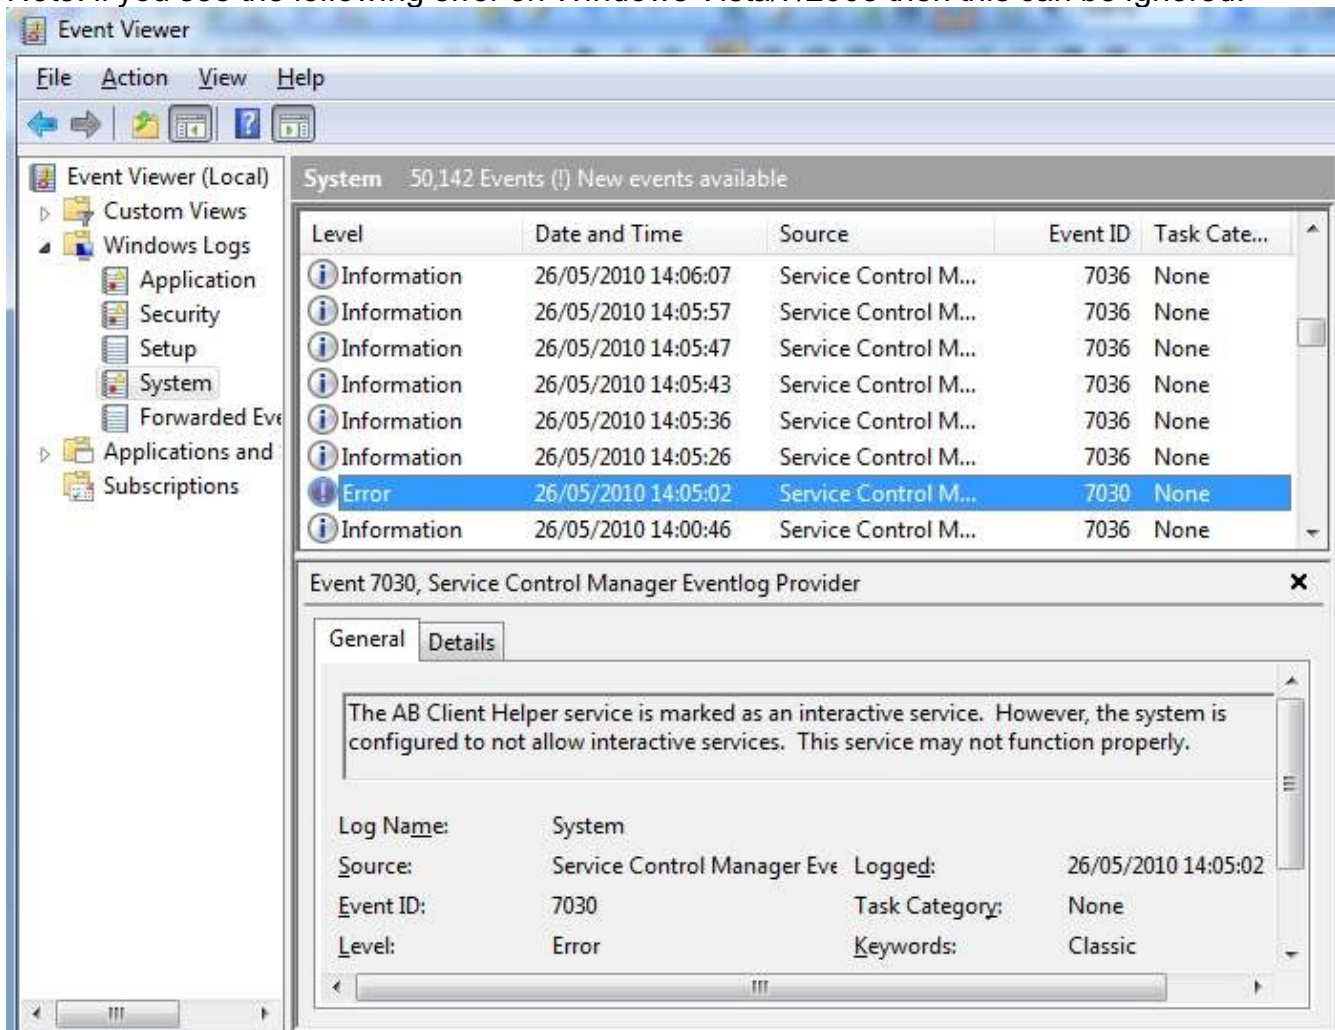 Event Viewer
File Action View Help
Event Viewer (Local)
Custom Views
Windows Logs
Application
Security
Setup
System
Forwarded Eve
Applications and
Subscriptions
System 50,142 Events (!) New events available
Level Date and Time Source Event ID Task Cate...
Information 26/05/2010 14:06:07 Service Control M... 7036 None
Information 26/05/2010 14:05:57 Service Control M... 7036 None
Information 26/05/2010 14:05:47 Service Control M... 7036 None
Information 26/05/2010 14:05:43 Service Control M... 7036 None
Information 26/05/2010 14:05:36 Service Control M... 7036 None
Information 26/05/2010 14:05:26 Service Control M... 7036 None
Error 26/05/2010 14:05:02 Service Control M... 7030 None
Information 26/05/2010 14:00:46 Service Control M... 7036 None
Event 7030, Service Control Manager Eventlog Provider
General Details
The AB Client Helper service is marked as an interactive service. However, the system is
configured to not allow interactive services. This service may not function properly.
Log Name: System
Source: Service Control Manager Eve Logged: 26/05/2010 14:05:02
Event ID: 7030 Task Category: None
Level: Error Keywords: Classic